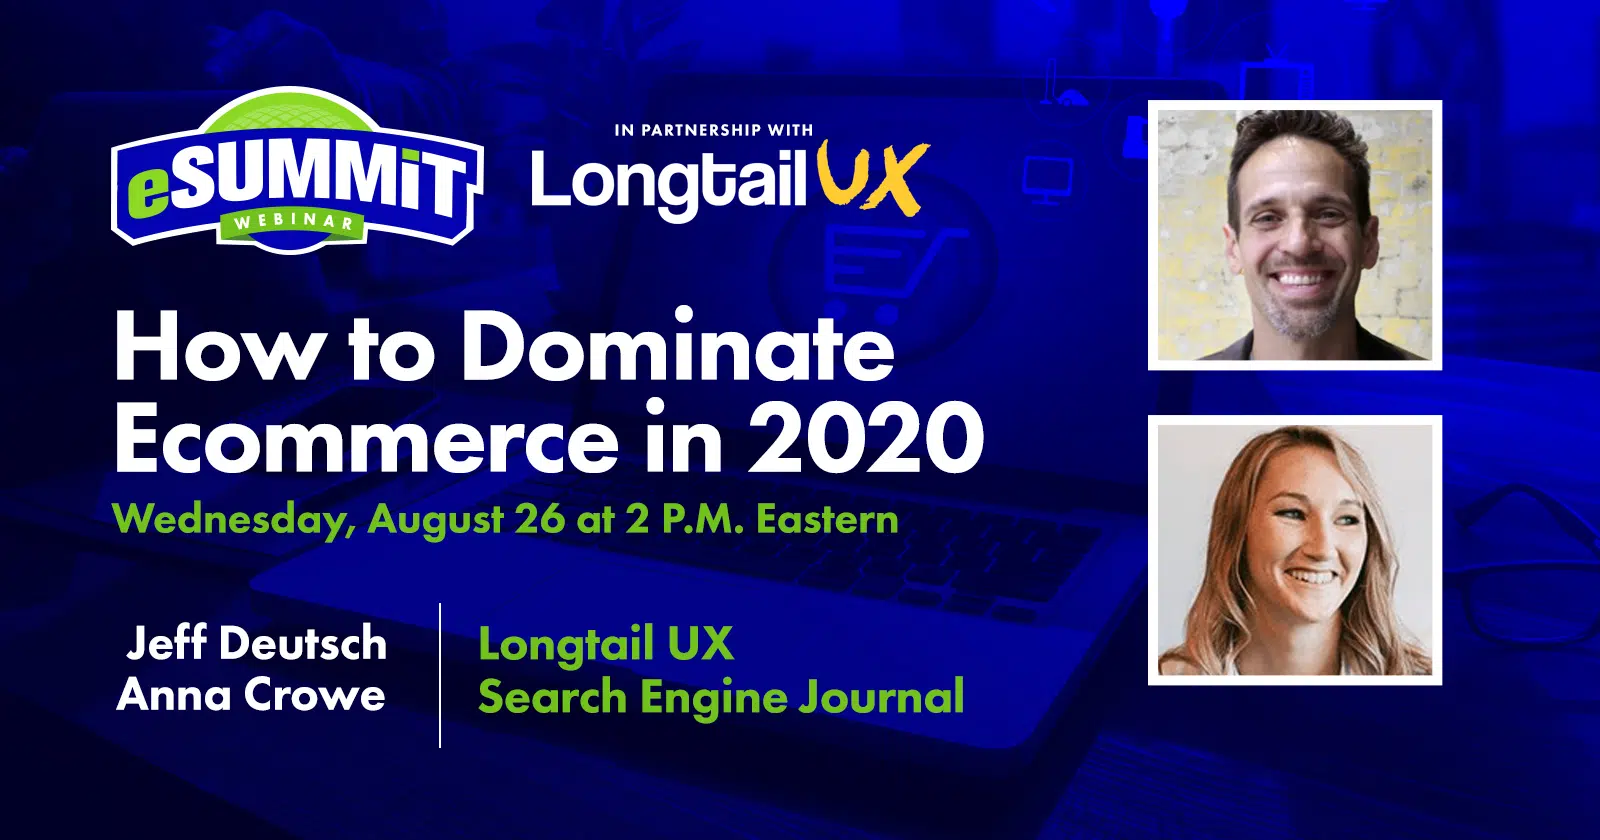 eSUMMiT
WEBINAR
IN PARTNERSHIP WITH
Longtail UX
How to Dominate
Ecommerce in 2020
Wednesday, August 26 at 2 P.M. Eastern
Jeff Deutsch
Longtail UX
Anna Crowe
Search Engine Journal